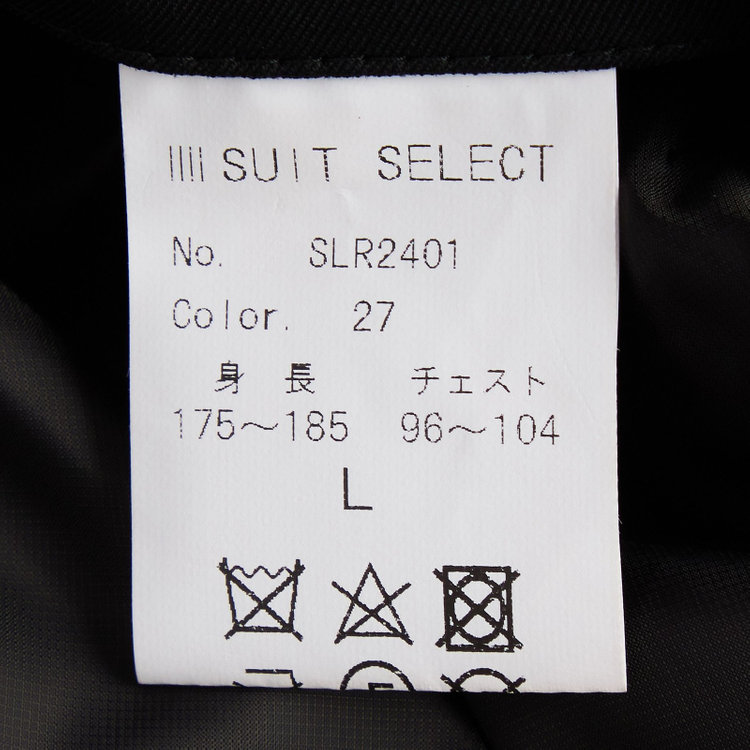 SUIT SELECT
No. SLR2401
Color. 27
身長 チェスト
175～185 96～104
L